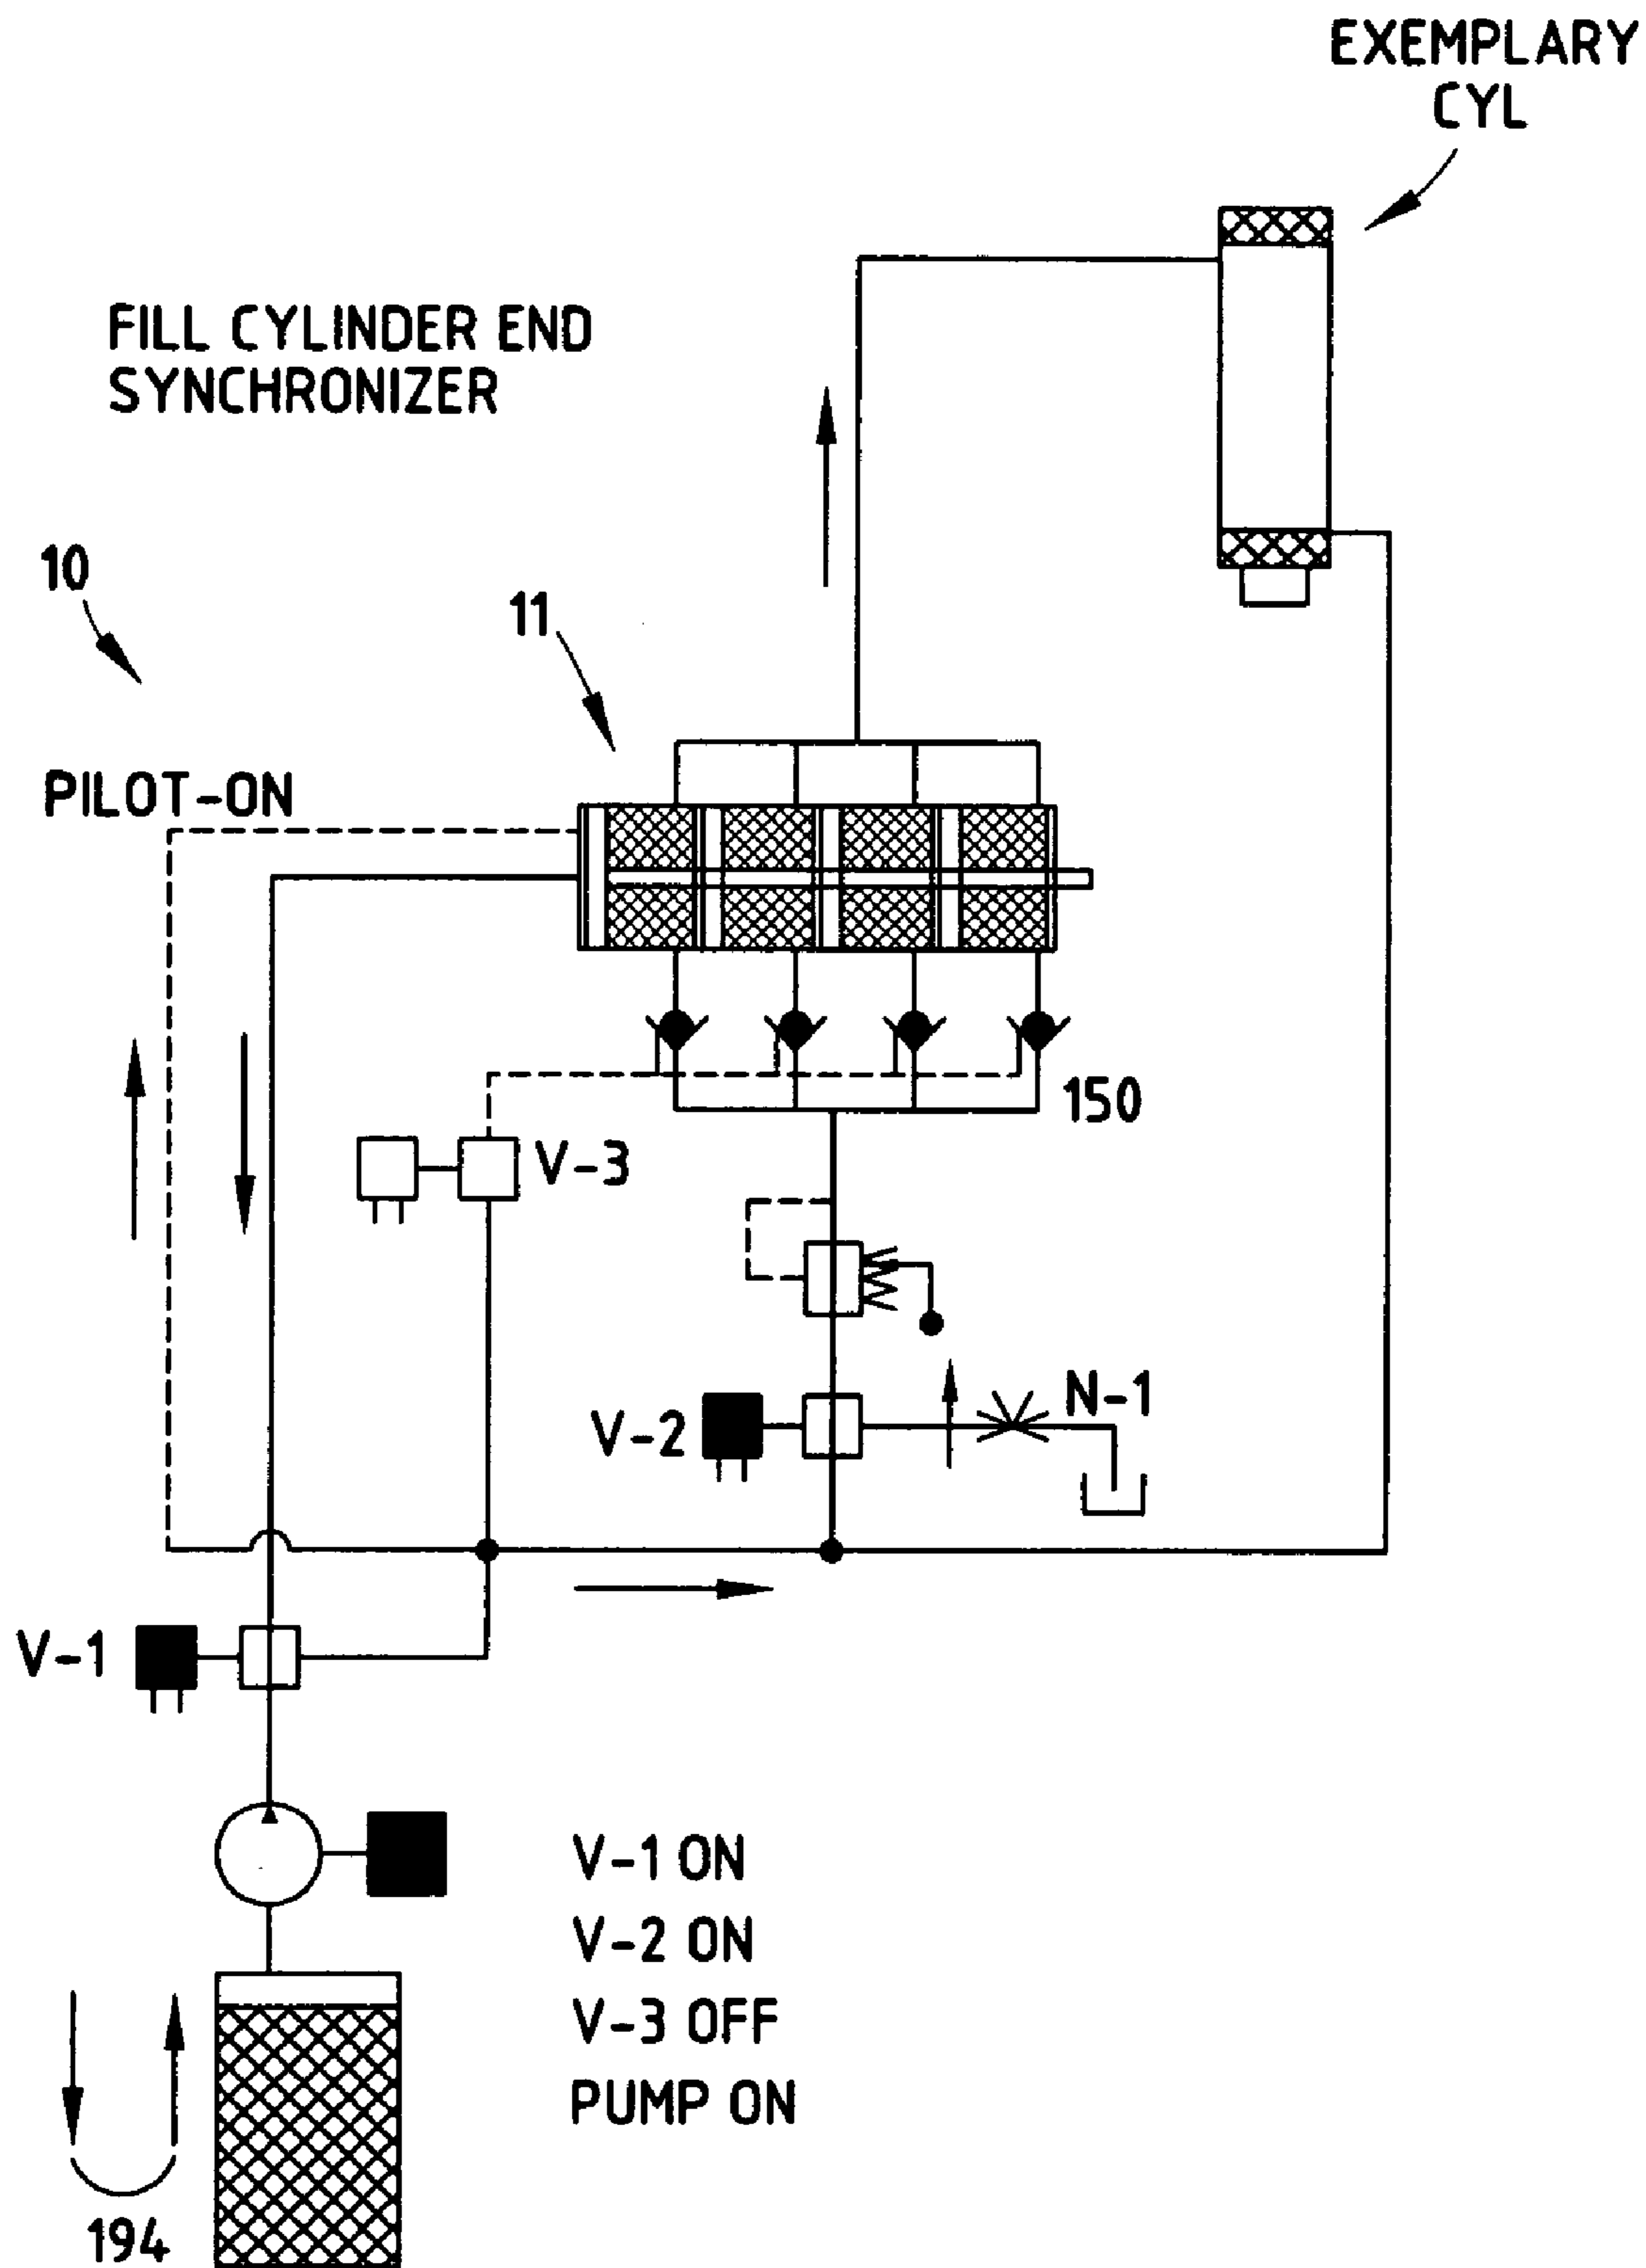 EXEMPLARY
CYL
FILL CYLINDER END
SYNCHRONIZER
10
11
PILOT-ON
150
V-3
N-1
V-2
V-1
V-1 ON
V-2 ON
V-3 OFF
PUMP ON
194